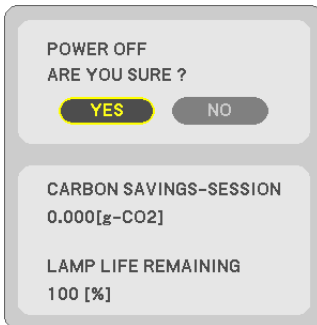 POWER OFF
ARE YOU SURE ?
YES NO
CARBON SAVINGS-SESSION
0.000[g-CO2]
LAMP LIFE REMAINING
100 [%]